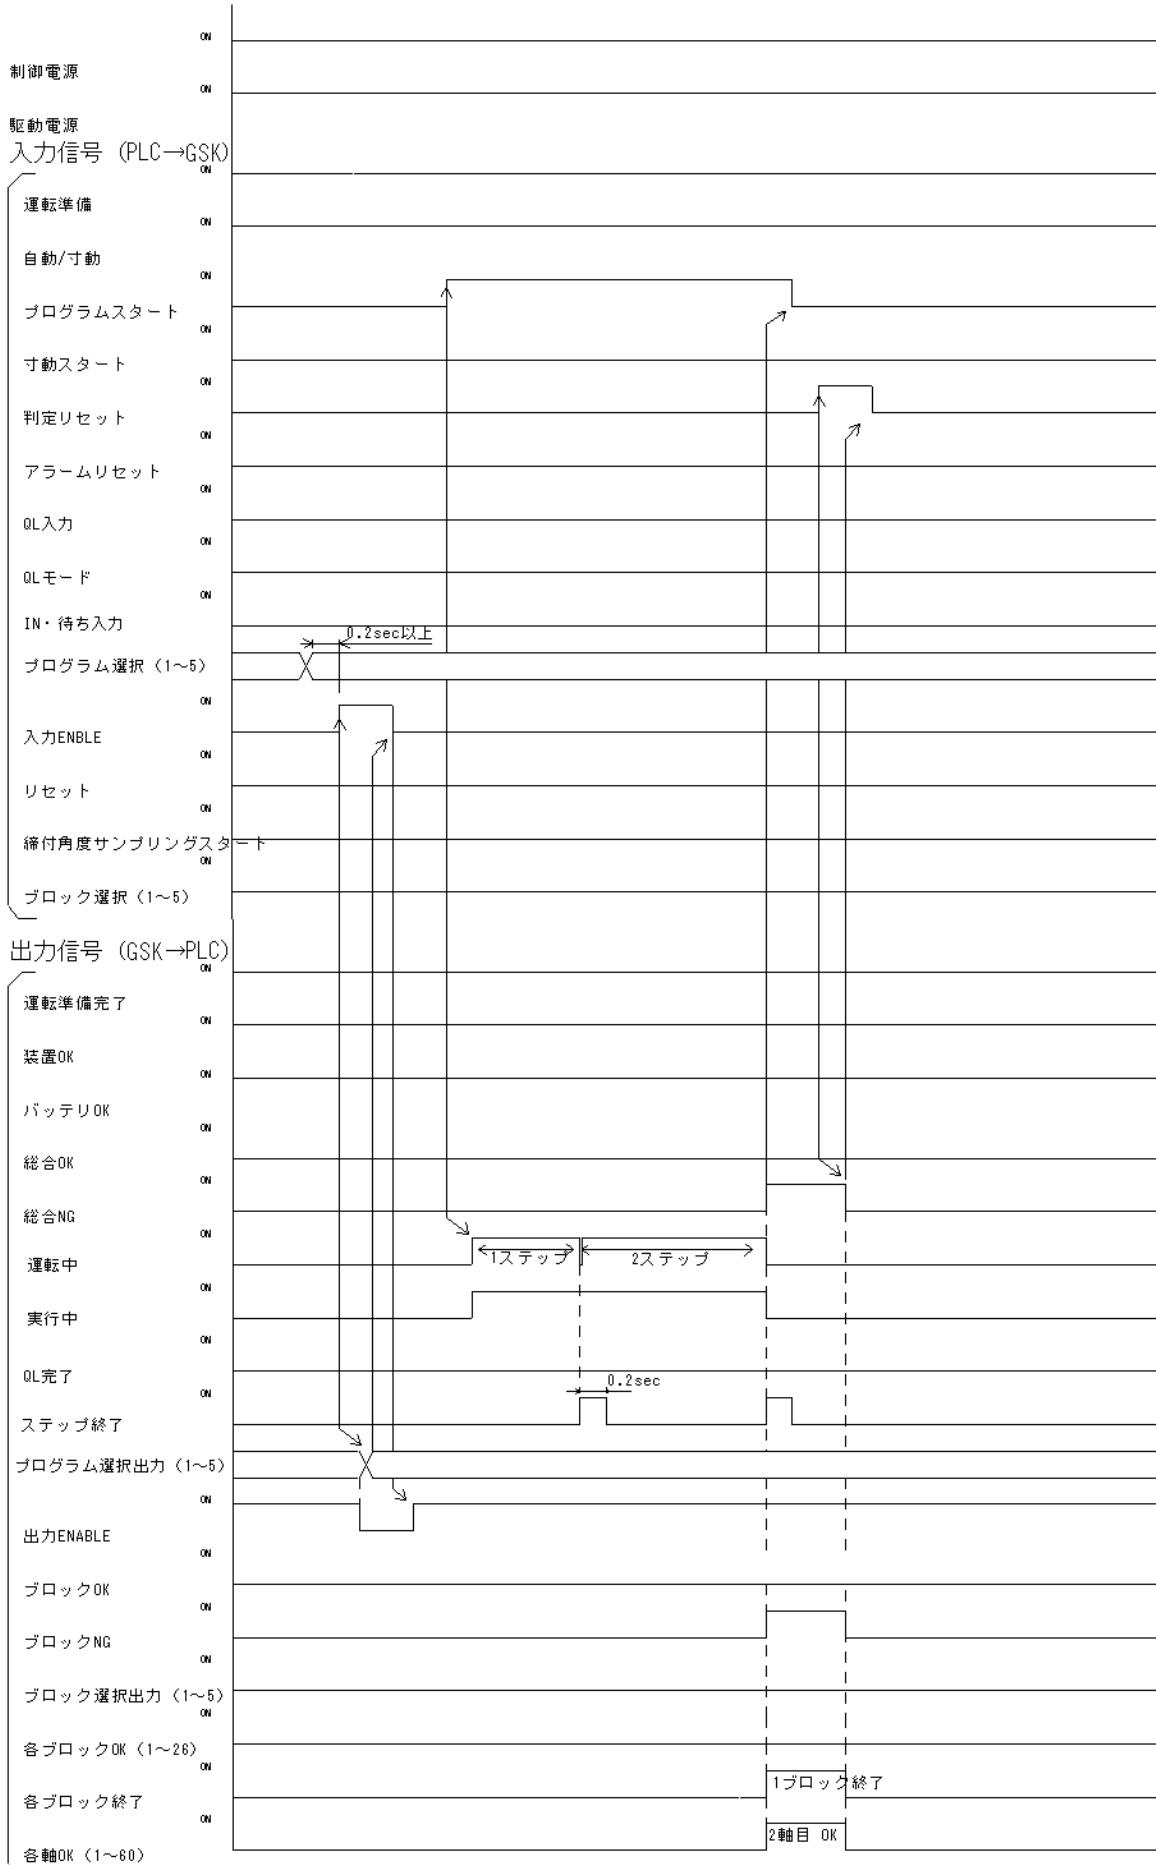 ON
制御電源
ON
駆動電源
入力信号 (PLC→GSK)
ON
運転準備
ON
自動/寸動
ON
プログラムスタート
ON
寸動スタート
ON
判定リセット
ON
アラームリセット
ON
QL入力
ON
QLモード
ON
IN・待ち入力
0.2sec以上
プログラム選択 (1～5)
ON
入力ENBLE
ON
リセット
ON
締付角度サンプリングスタート
ON
ブロック選択 (1～5)
出力信号 (GSK→PLC)
ON
運転準備完了
ON
装置OK
ON
バッテリOK
ON
総合OK
ON
総合NG
ON
運転中
1ステップ
2ステップ
ON
実行中
ON
QL完了
0.2sec
ON
ステップ終了
プログラム選択出力 (1～5)
ON
出力ENABLE
ON
ブロックOK
ON
ブロックNG
ON
ブロック選択出力 (1～5)
ON
各ブロックOK (1～26)
ON
1ブロック終了
各ブロック終了
ON
2軸目 OK
各軸OK (1～60)